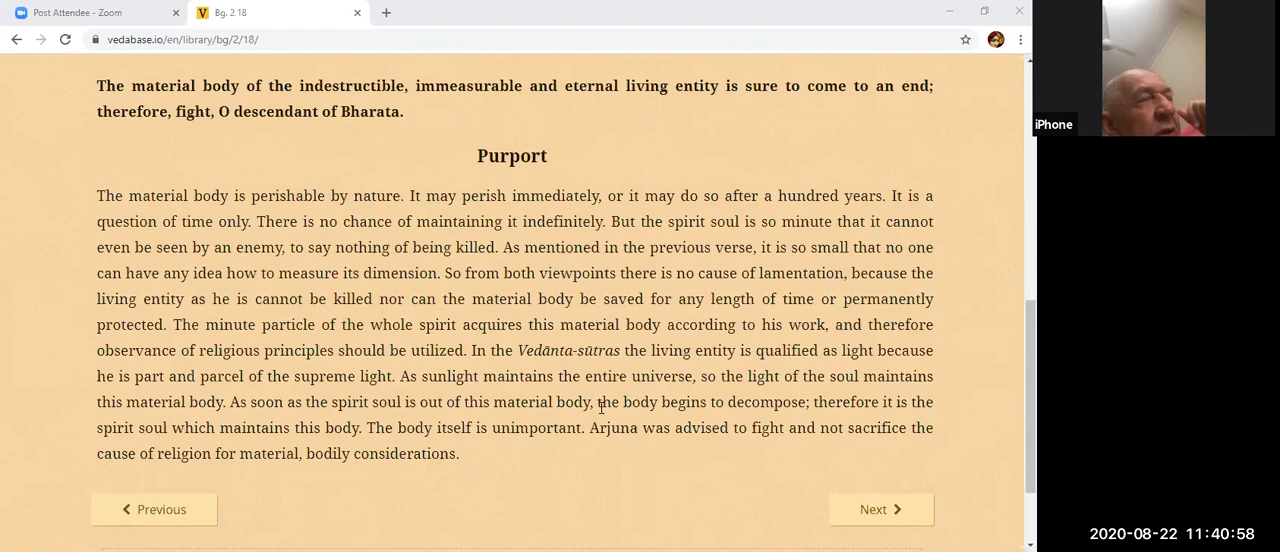 Post Attendee - Zoom
Bg. 2.18
vedabase.io/en/library/bg/2/18/
The material body of the indestructible, immeasurable and eternal living entity is sure to come to an end;
therefore, fight, O descendant of Bharata.
Purport
The material body is perishable by nature. It may perish immediately, or it may do so after a hundred years. It is a
question of time only. There is no chance of maintaining it indefinitely. But the spirit soul is so minute that it cannot
even be seen by an enemy, to say nothing of being killed. As mentioned in the previous verse, it is so small that no one
can have any idea how to measure its dimension. So from both viewpoints there is no cause of lamentation, because the
living entity as he is cannot be killed nor can the material body be saved for any length of time or permanently
protected. The minute particle of the whole spirit acquires this material body according to his work, and therefore
observance of religious principles should be utilized. In the Vedānta-sūtras the living entity is qualified as light because
he is part and parcel of the supreme light. As sunlight maintains the entire universe, so the light of the soul maintains
this material body. As soon as the spirit soul is out of this material body, the body begins to decompose; therefore it is the
spirit soul which maintains this body. The body itself is unimportant. Arjuna was advised to fight and not sacrifice the
cause of religion for material, bodily considerations.
Previous
Next
iPhone
2020-08-22 11:40:58